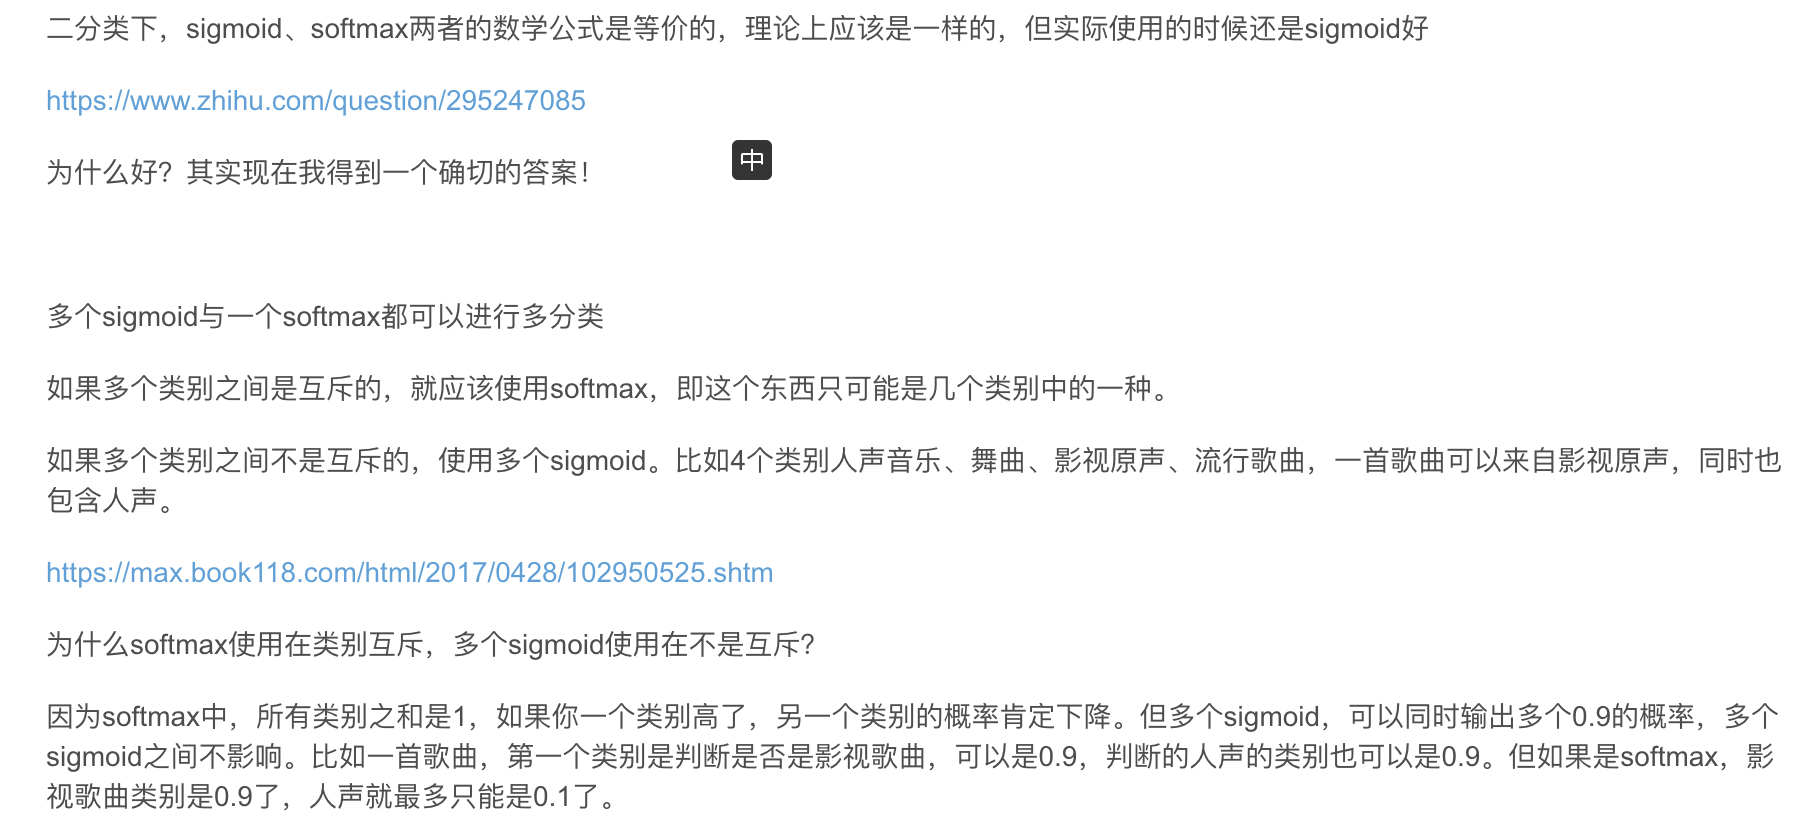 二分类下，sigmoid、softmax两者的数学公式是等价的，理论上应该是一样的，但实际使用的时候还是sigmoid好
https://www.zhihu.com/question/295247085
为什么好？其实现在我得到一个确切的答案！
中
多个sigmoid与一个softmax都可以进行多分类
如果多个类别之间是互斥的，就应该使用softmax，即这个东西只可能是几个类别中的一种。
如果多个类别之间不是互斥的，使用多个sigmoid。比如4个类别人声音乐、舞曲、影视原声、流行歌曲，一首歌曲可以来自影视原声，同时也
包含人声。
https://max.book118.com/html/2017/0428/102950525.shtm
为什么softmax使用在类别互斥，多个sigmoid使用在不是互斥？
因为softmax中，所有类别之和是1，如果你一个类别高了，另一个类别的概率肯定下降。但多个sigmoid，可以同时输出多个0.9的概率，多个
sigmoid之间不影响。比如一首歌曲，第一个类别是判断是否是影视歌曲，可以是0.9，判断的人声的类别也可以是0.9。但如果是softmax，影
视歌曲类别是0.9了，人声就最多只能是0.1了。